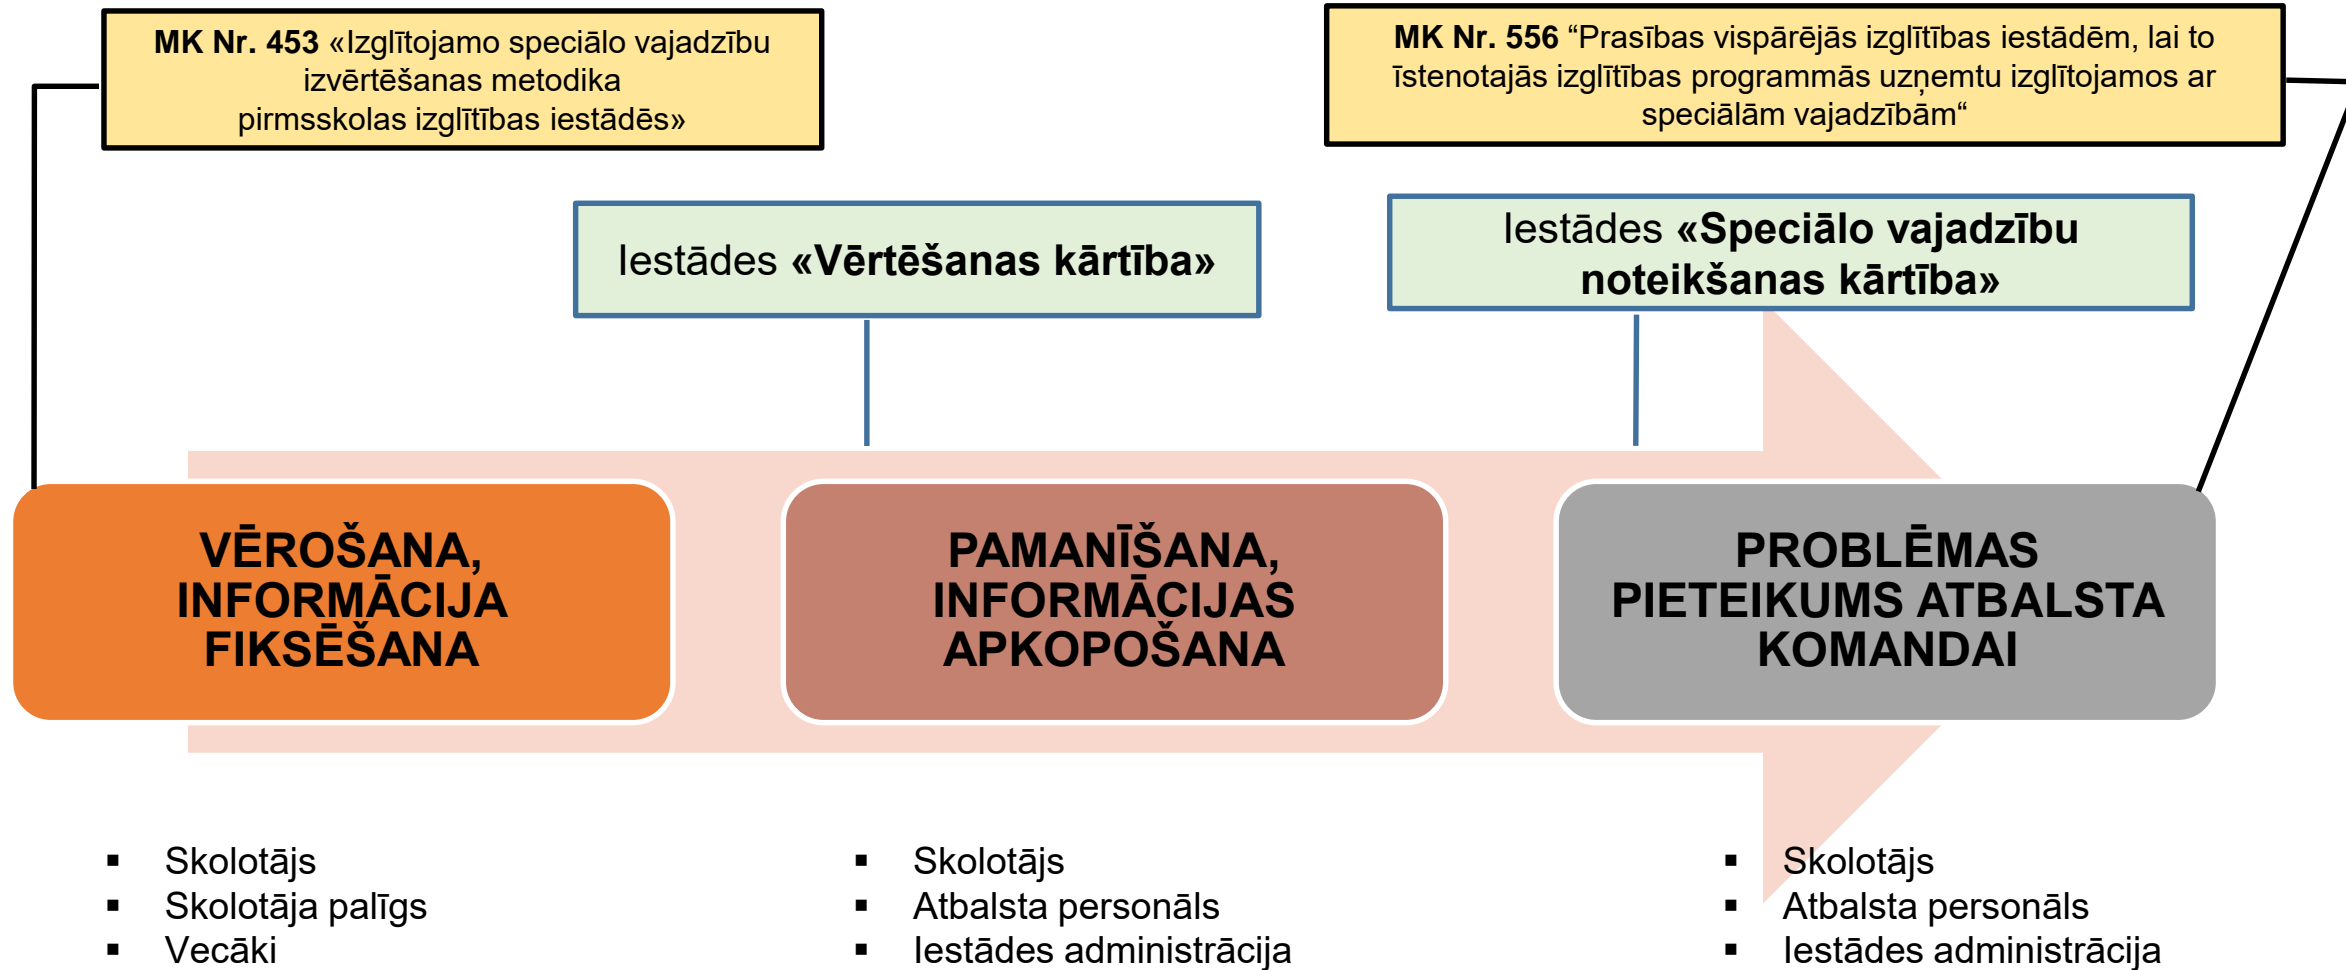 MK Nr. 453 «Izglītojamo speciālo vajadzību
izvērtēšanas metodika
pirmsskolas izglītības iestādēs»
MK Nr. 556 “Prasības vispārējās izglītības iestādēm, lai to
īstenotajās izglītības programmās uzņemtu izglītojamos ar
speciālām vajadzībām“
Iestādes «Vērtēšanas kārtība»
Iestādes «Speciālo vajadzību
noteikšanas kārtība»
VĒROŠANA,
INFORMĀCIJA
FIKSĒŠANA
PAMANĪŠANA,
INFORMĀCIJAS
APKOPOŠANA
PROBLĒMAS
PIETEIKUMS ATBALSTA
KOMANDAI
▪ Skolotājs
▪ Skolotāja palīgs
▪ Vecāki
▪ Skolotājs
▪ Atbalsta personāls
▪ Iestādes administrācija
▪ Skolotājs
▪ Atbalsta personāls
▪ Iestādes administrācija